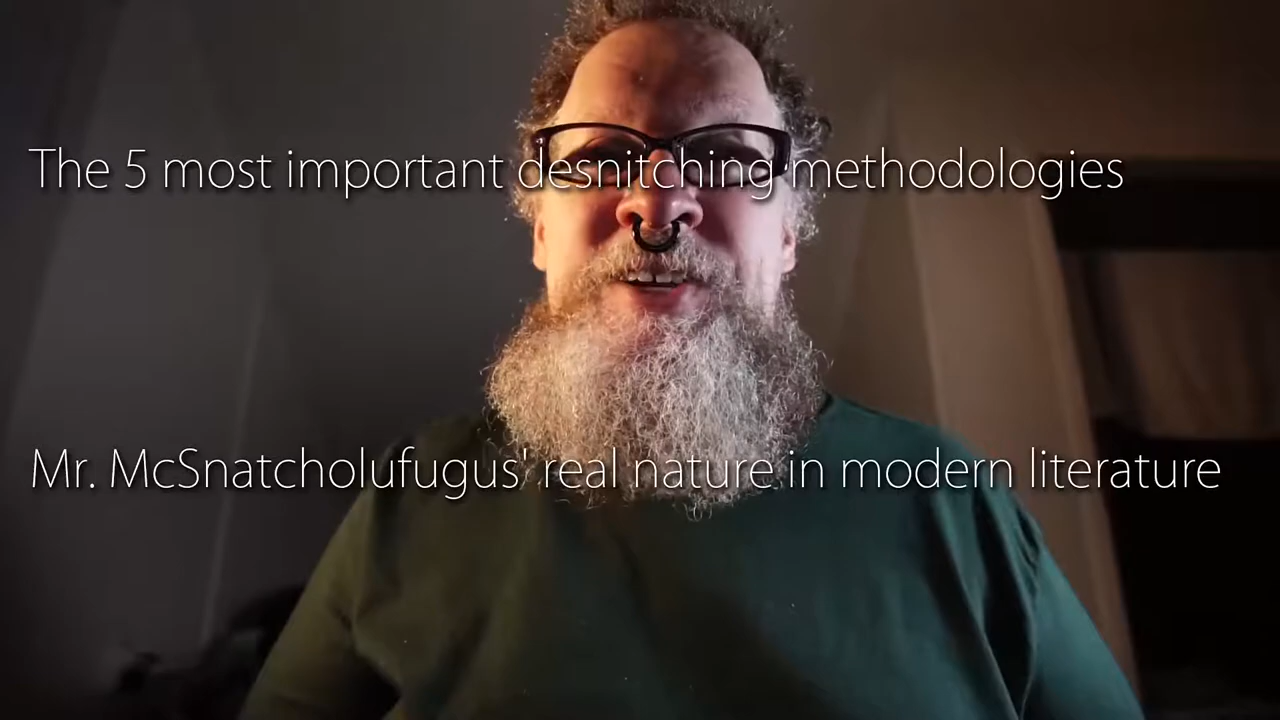 The 5 most important desnitching methodologies
Mr. McSnatcholufugus' real nature in modern literature